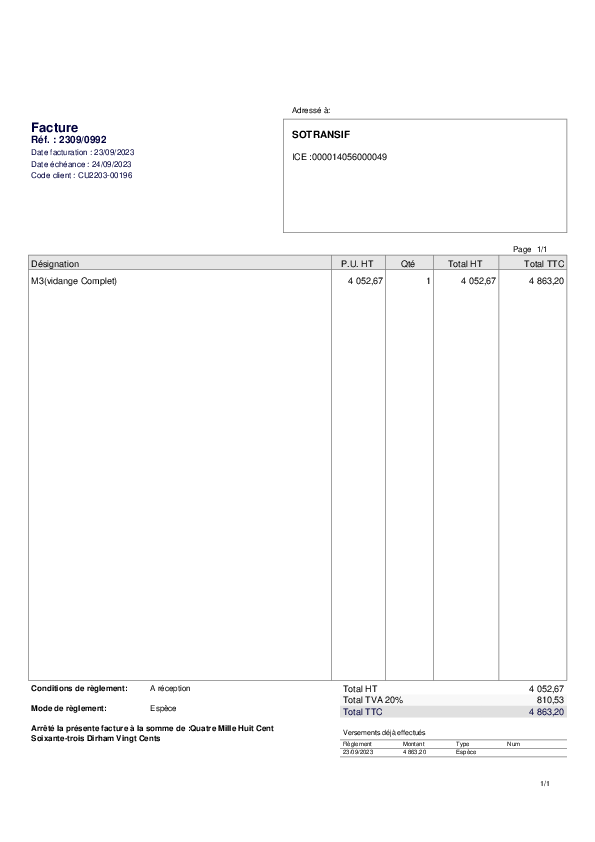 Adressé à:
Facture
Réf. : 2309/0992
Date facturation : 23/09/2023
Date échéance : 24/09/2023
Code client : CU2203-00196
SOTRANSIF
ICE :000014056000049
Page 1/1
Désignation P.U. HT Qté Total HT Total TTC
M3(vidange Complet) 4 052,67 1 4 052,67 4 863,20
Conditions de règlement: A réception
Mode de règlement: Espèce
Arrêté la présente facture à la somme de :Quatre Mille Huit Cent
Soixante-trois Dirham Vingt Cents
Total HT 4 052,67
Total TVA 20% 810,53
Total TTC 4 863,20
Versements déjà effectués
Règlement Montant Type Num
23/09/2023 4 863,20 Espèce
1/1